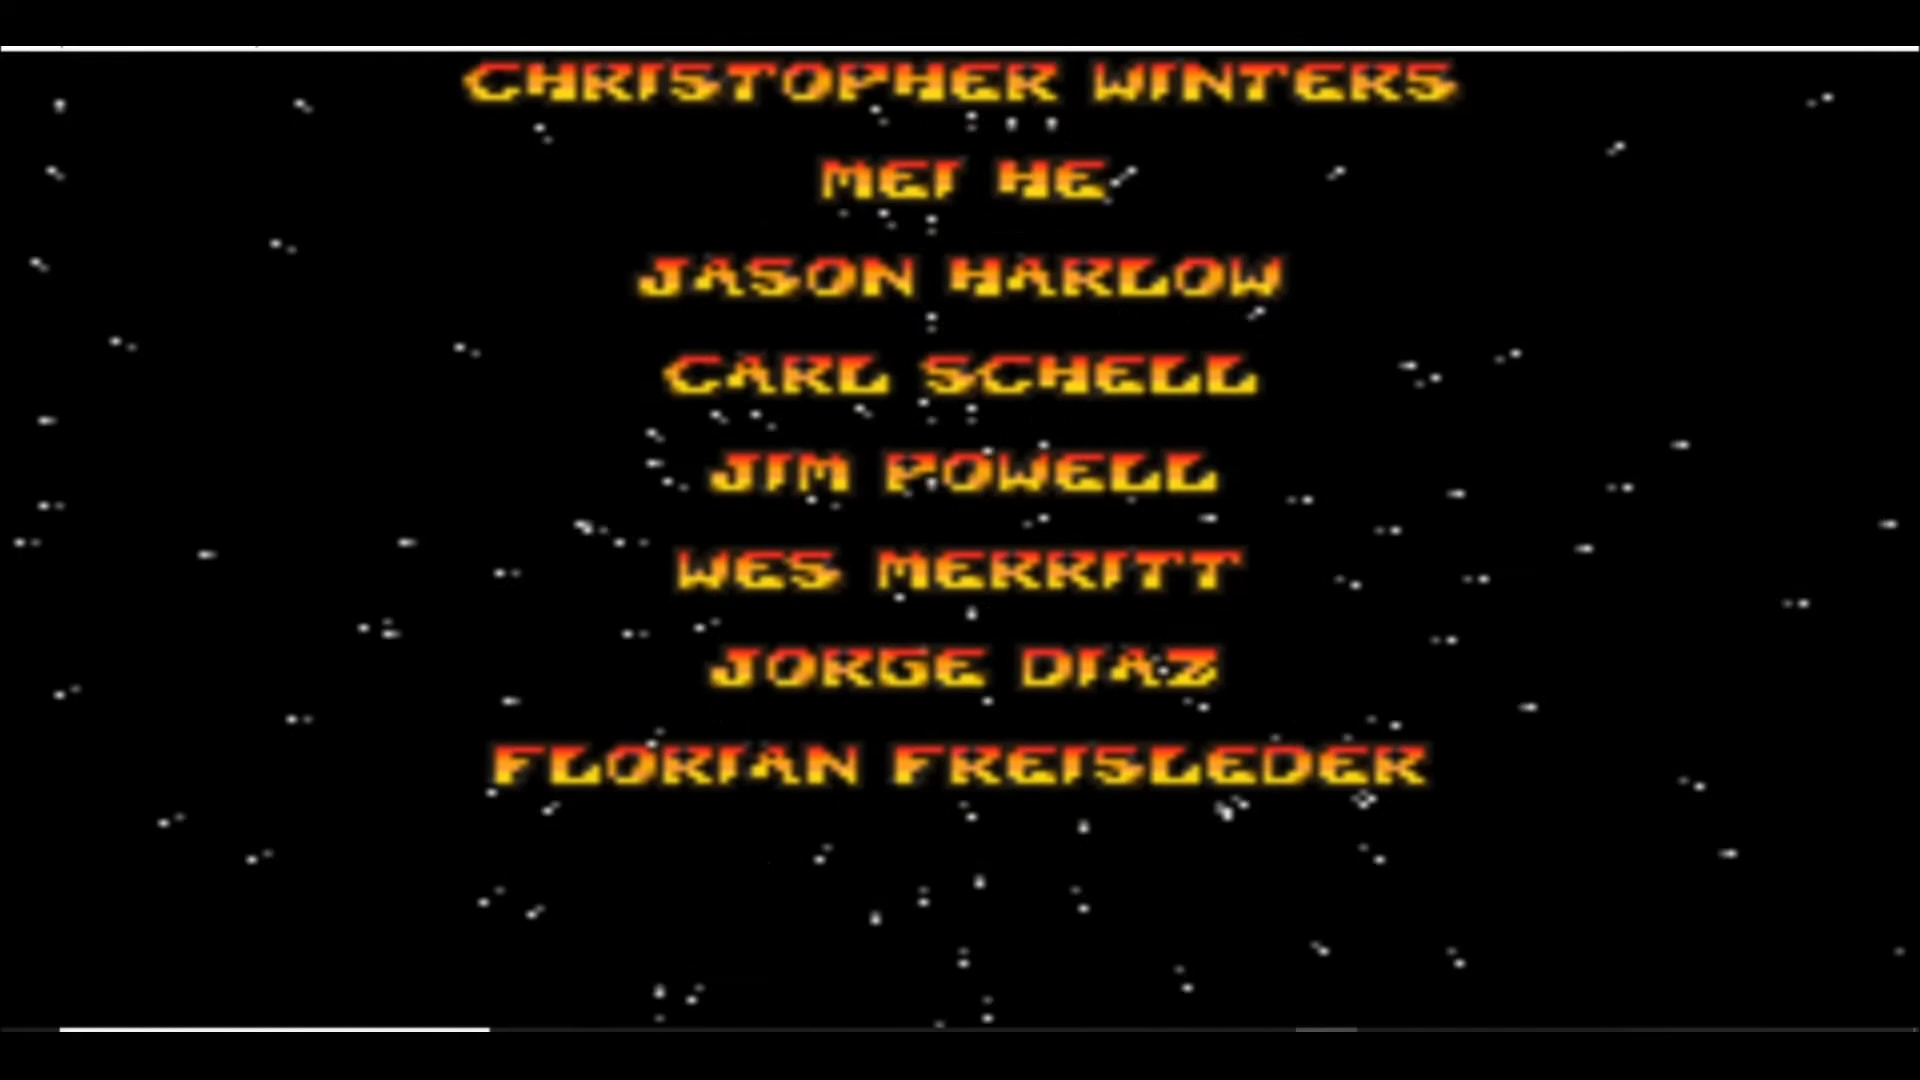 CHRISTOPHER WINTERS
MEI HE
JASON HARLOW
CARL SCHELL
JIM POWELL
WES MERRITT
JORGE DIAZ
FLORIAN FREISLEDER